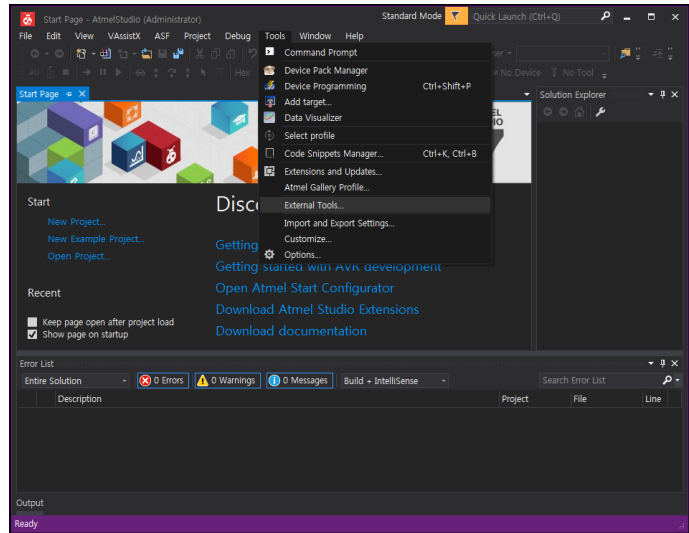 Start Page - AtmelStudio (Administrator)
Standard Mode
Quick Launch (Ctrl+Q)
File Edit View VAssistX ASF Project Debug Tools Window Help
Hex
No Device
No Tool
Start Page
Command Prompt
Device Pack Manager
Device Programming Ctrl+Shift+P
Add target...
Data Visualizer
Select profile
Code Snippets Manager... Ctrl+K, Ctrl+B
Extensions and Updates...
Atmel Gallery Profile...
External Tools...
Import and Export Settings...
Customize...
Options...
Solution Explorer
Start
New Project...
New Example Project...
Open Project...
Recent
Keep page open after project load
Show page on startup
Disc
Getting
Getting started with AVR development
Open Atmel Start Configurator
Download Atmel Studio Extensions
Download documentation
Error List
Entire Solution
0 Errors
0 Warnings
0 Messages
Build + IntelliSense
Search Error List
Description Project File Line
Output
Ready